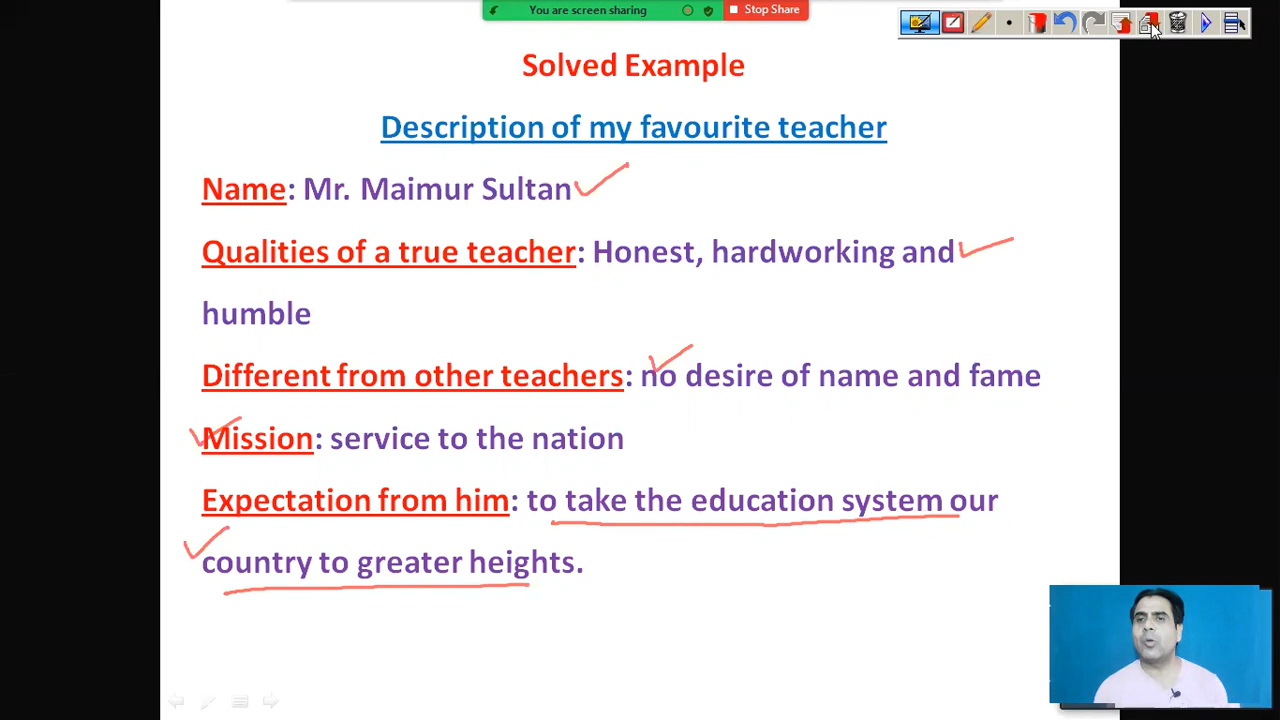 You are screen sharing
Stop Share
Solved Example
Description of my favourite teacher
Name: Mr. Maimur Sultan
Qualities of a true teacher: Honest, hardworking and
humble
Different from other teachers: no desire of name and fame
Mission: service to the nation
Expectation from him: to take the education system our
country to greater heights.